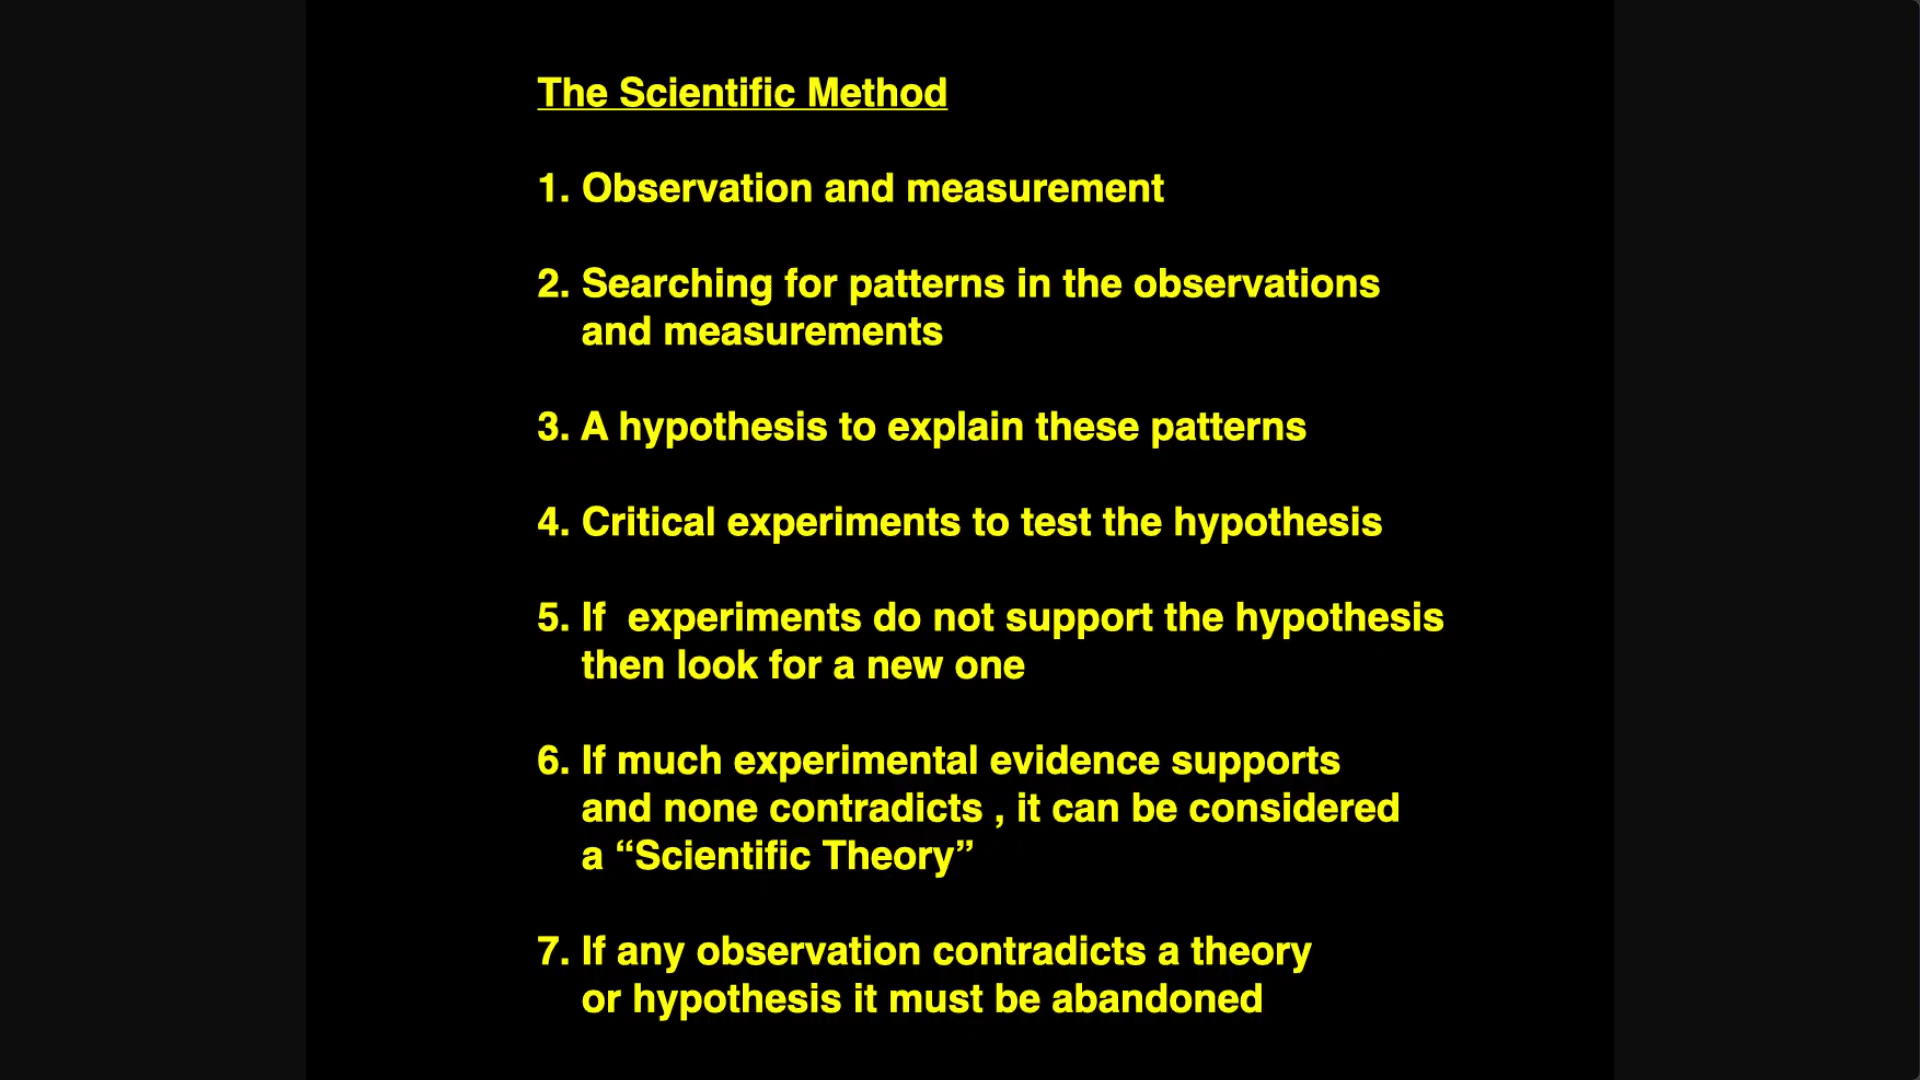 The Scientific Method
1. Observation and measurement
2. Searching for patterns in the observations
and measurements
3. A hypothesis to explain these patterns
4. Critical experiments to test the hypothesis
5. If  experiments do not support the hypothesis
then look for a new one
6. If much experimental evidence supports
and none contradicts , it can be considered
a “Scientific Theory”
7. If any observation contradicts a theory
or hypothesis it must be abandoned